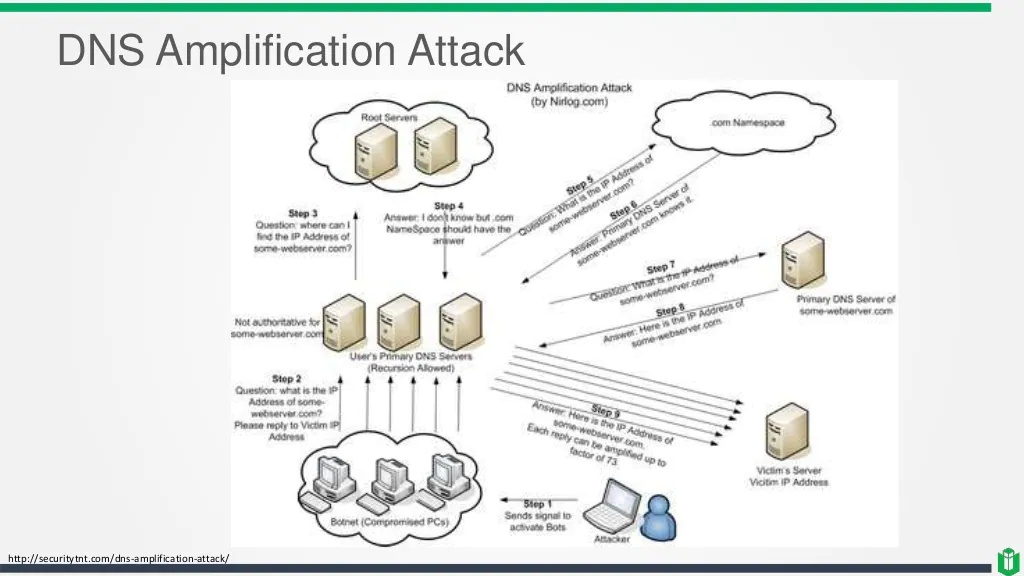 DNS Amplification Attack
DNS Amplification Attack
(by Nirlog.com)
Root Servers
.com Namespace
Step 3
Question: where can I
find the IP Address of
some-webserver.com?
Step 4
Answer: I don't know but .com
NameSpace should have the
answer
Step 5
Question: What is the IP Address of
some-webserver.com?
Step 6
Answer: Primary DNS Server of
some-webserver.com knows it.
Step 7
Question: What is the IP Address of
some-webserver.com?
Step 8
Answer: Here is the IP Address of
some-webserver.com
Primary DNS Server of
some-webserver.com
Not authoritative for
some-webserver.com
User's Primary DNS Servers
(Recursion Allowed)
Step 2
Question: what is the IP
Address of some-
webserver.com?
Please reply to Victim IP
Address
Step 9
Answer: Here is the IP Address of
some-webserver.com.
Each reply can be amplified up to
factor of 73.
Victim's Server
Vicitim IP Address
Botnet (Compromised PCs)
Step 1
Sends signal to
activate Bots
Attacker
http://securitytnt.com/dns-amplification-attack/